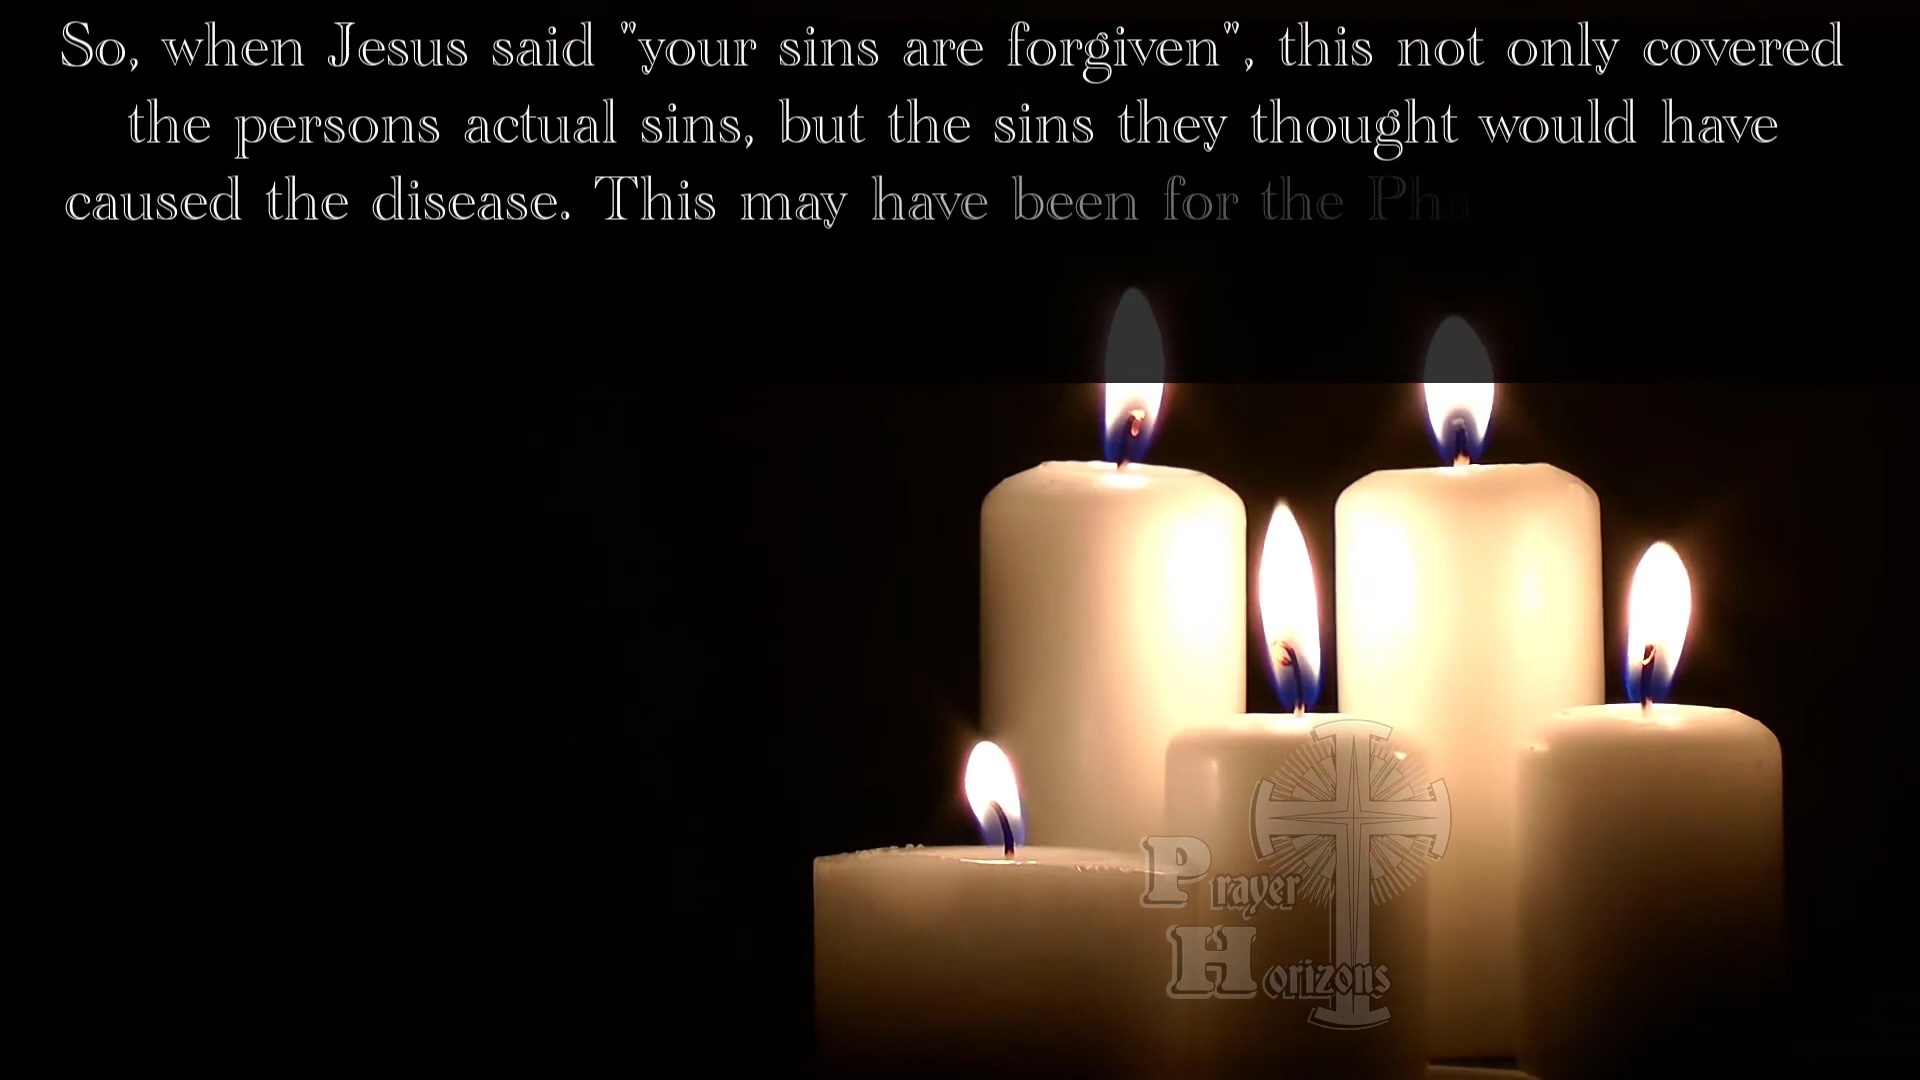 So, when Jesus said "your sins are forgiven", this not only covered
the persons actual sins, but the sins they thought would have
caused the disease. This may have been for the
Prayer
Horizons